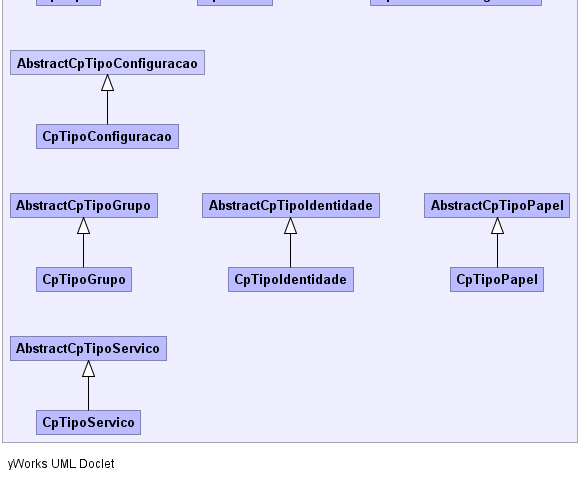 AbstractCpTipoConfiguracao
CpTipoConfiguracao
AbstractCpTipoGrupo AbstractCpTipoIdentidade AbstractCpTipoPapel
CpTipoGrupo CpTipoIdentidade CpTipoPapel
AbstractCpTipoServico
CpTipoServico
yWorks UML Doclet